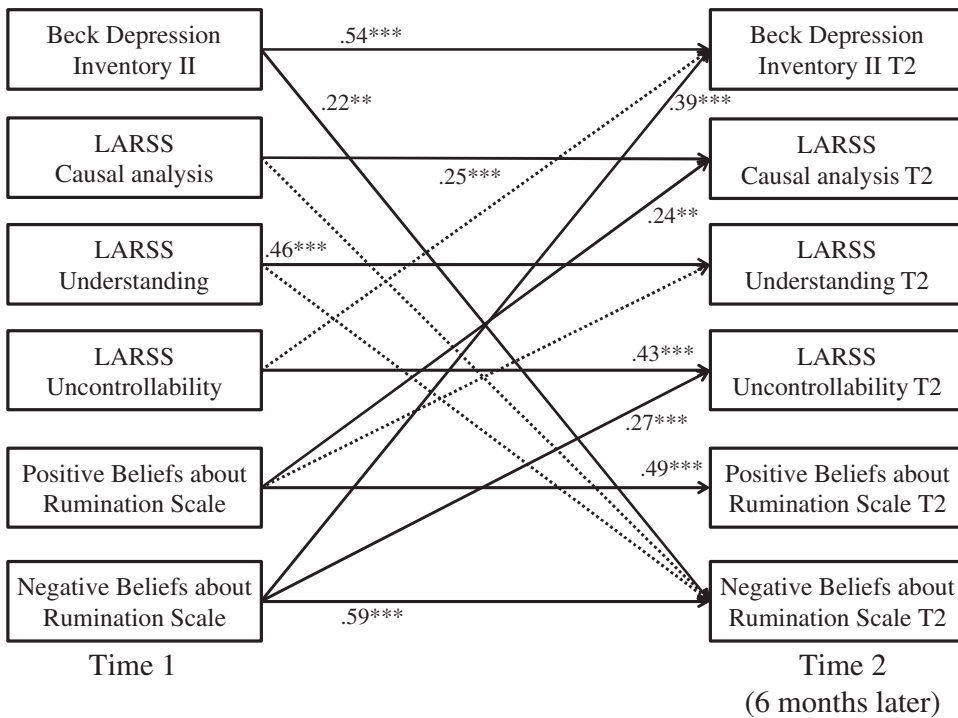 Beck Depression
Inventory II
LARSS
Causal analysis
LARSS
Understanding
LARSS
Uncontrollability
Positive Beliefs about
Rumination Scale
Negative Beliefs about
Rumination Scale
Time 1
.54***
.22**
.39***
.25***
.24**
.46***
.43***
.27***
.49***
.59***
Beck Depression
Inventory II T2
LARSS
Causal analysis T2
LARSS
Understanding T2
LARSS
Uncontrollability T2
Positive Beliefs about
Rumination Scale T2
Negative Beliefs about
Rumination Scale T2
Time 2
(6 months later)